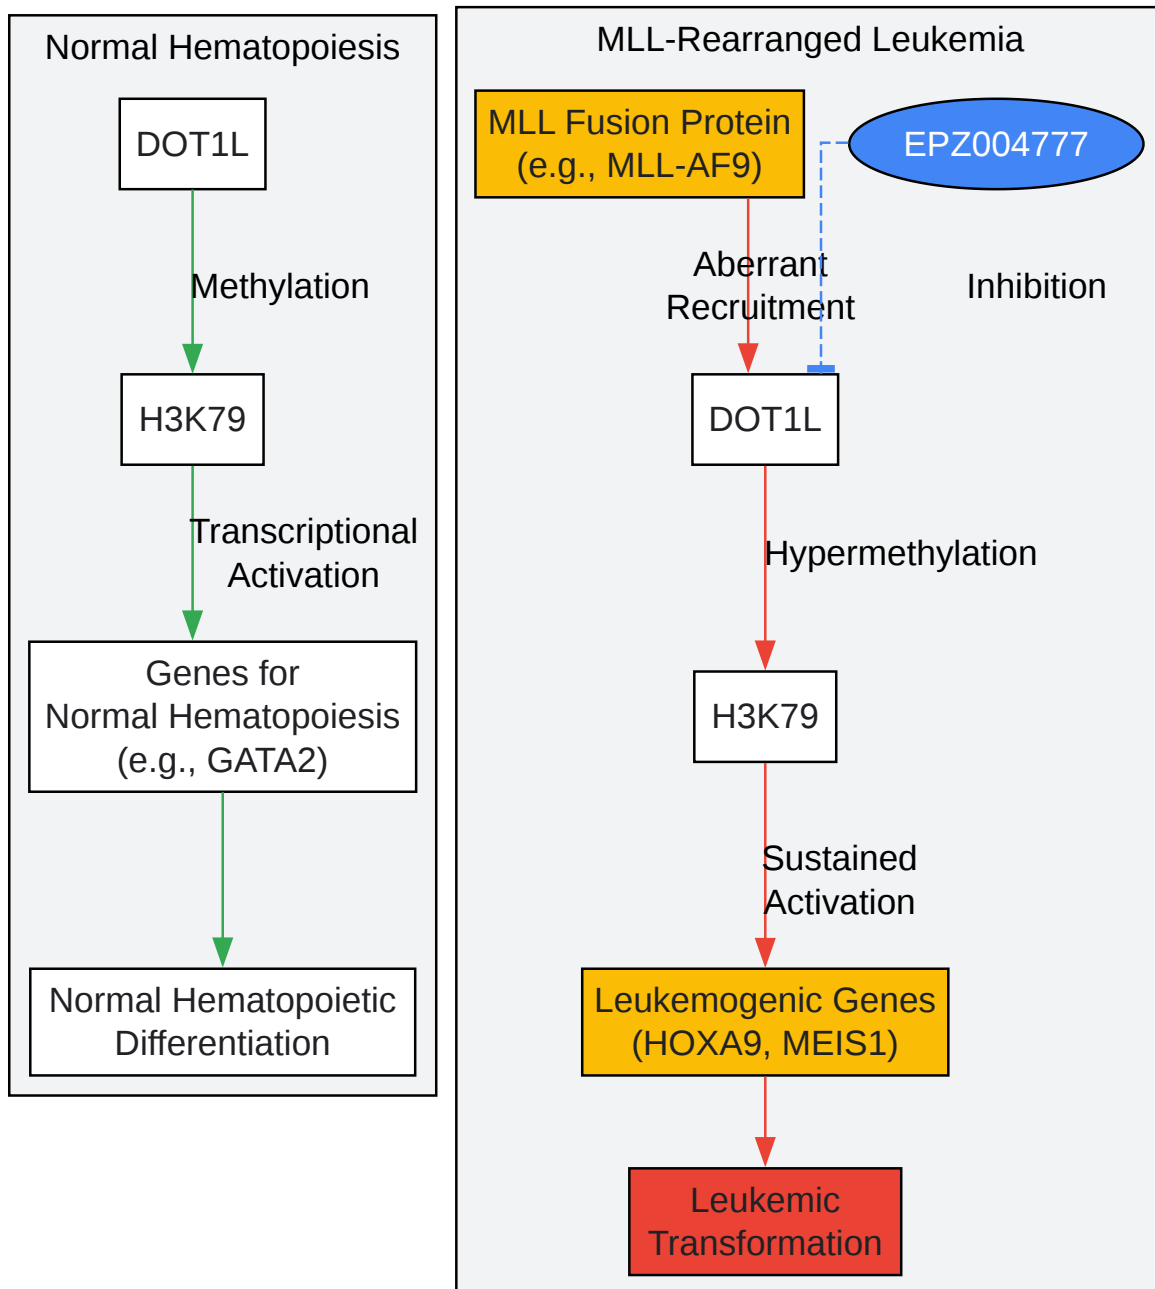 Normal Hematopoiesis
DOT1L
Methylation
H3K79
Transcriptional
Activation
Genes for
Normal Hematopoiesis
(e.g., GATA2)
Normal Hematopoietic
Differentiation
MLL-Rearranged Leukemia
MLL Fusion Protein
(e.g., MLL-AF9)
EPZ004777
Aberrant
Recruitment
Inhibition
DOT1L
Hypermethylation
H3K79
Sustained
Activation
Leukemogenic Genes
(HOXA9, MEIS1)
Leukemic
Transformation